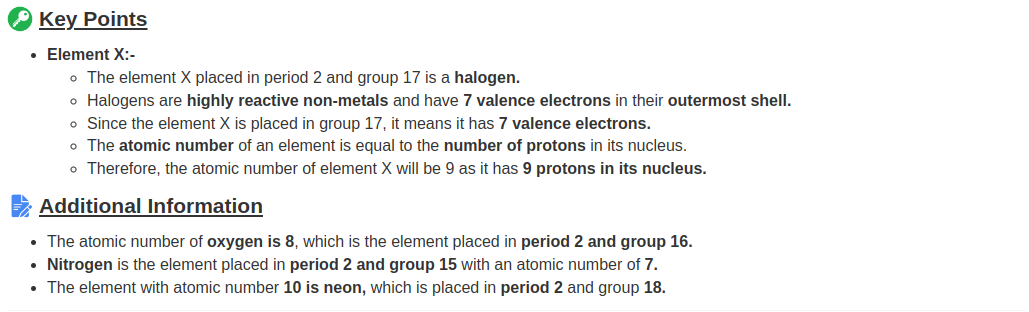 Key Points
Element X:-
The element X placed in period 2 and group 17 is a halogen.
Halogens are highly reactive non-metals and have 7 valence electrons in their outermost shell.
Since the element X is placed in group 17, it means it has 7 valence electrons.
The atomic number of an element is equal to the number of protons in its nucleus.
Therefore, the atomic number of element X will be 9 as it has 9 protons in its nucleus.
Additional Information
The atomic number of oxygen is 8, which is the element placed in period 2 and group 16.
Nitrogen is the element placed in period 2 and group 15 with an atomic number of 7.
The element with atomic number 10 is neon, which is placed in period 2 and group 18.